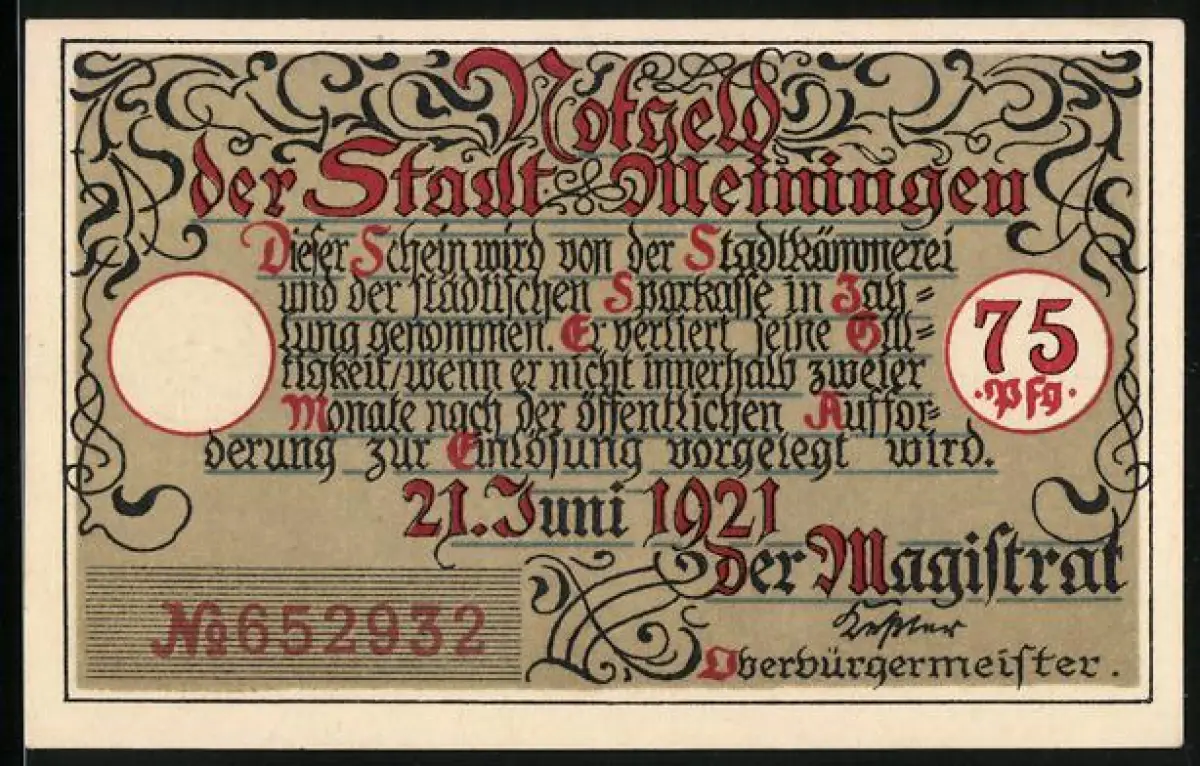 Notgeld
der Stadt Meiningen
Dieser Schein wird von der Stadtkämmerei
und der städtischen Sparkasse in Zah=
lung genommen. Er verliert seine Gül=
tigkeit/wenn er nicht innerhalb zweier
Monate nach der öffentlichen Auffor=
derung zur Einlösung vorgelegt wird.
75
Pfg.
21. Juni 1921
Der Magistrat
Keßler
Oberbürgermeister.
№ 652932